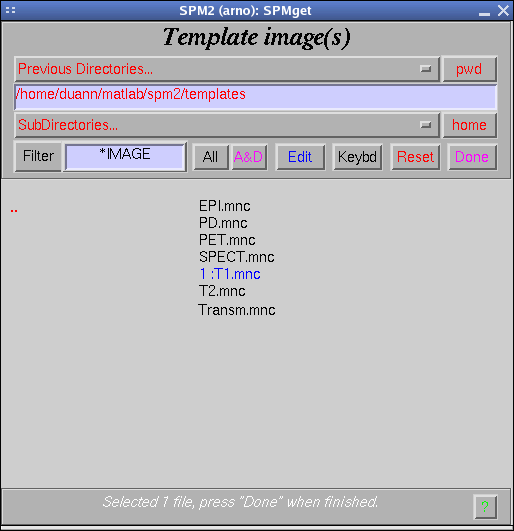 SPM2 (arno): SPMget
Template image(s)
Previous Directories...
pwd
/home/duann/matlab/spm2/templates
SubDirectories...
home
Filter
*IMAGE
All
A&D
Edit
Keybd
Reset
Done
..
EPI.mnc
PD.mnc
PET.mnc
SPECT.mnc
1 :T1.mnc
T2.mnc
Transm.mnc
Selected 1 file, press "Done" when finished.
?